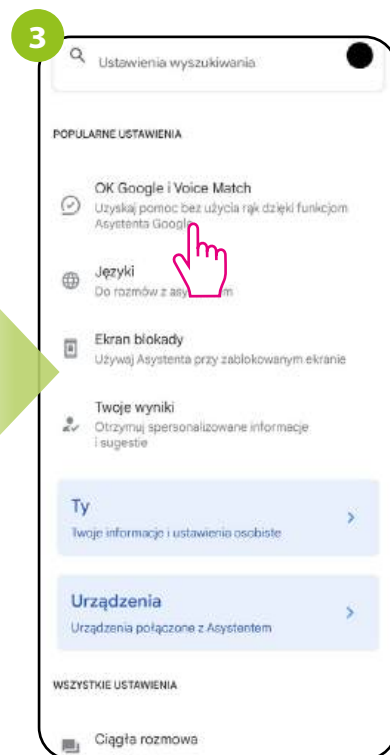 3
Ustawienia wyszukiwania
POPULARNE USTAWIENIA
OK Google i Voice Match
Uzyskaj pomoc bez użycia rąk dzięki funkcjom
Asystenta Google
Języki
Do rozmów z
Ekran blokady
Używaj Asystenta przy zablokowanym ekranie
Twoje wyniki
Otrzymuj spersonalizowane informacje
i sugestie
Ty
Twoje informacje i ustawienia osobiste
Urządzenia
Urządzenia połączone z Asystentem
WSZYSTKIE USTAWIENIA
Ciągła rozmowa